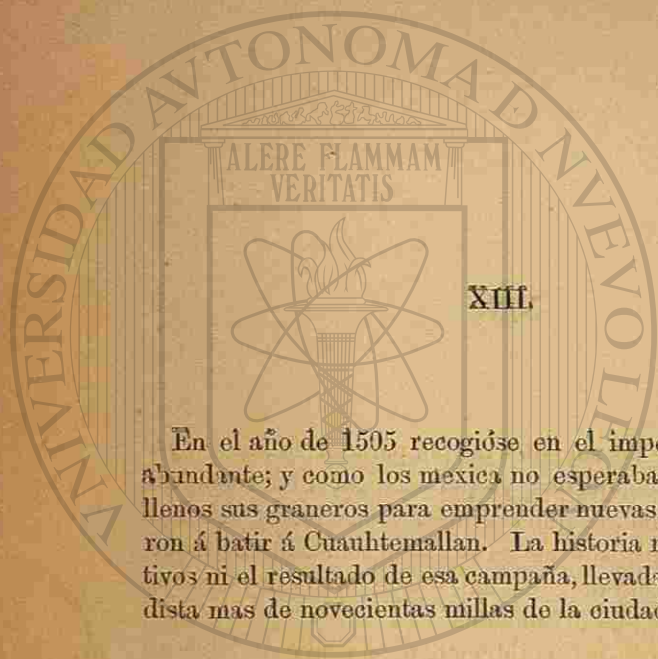 UNIVERSIDAD AVTONOMA D NVEVO LEON
ALERE FLAMMAM
VERITATIS
XIII.
En el año de 1505 recogióse en el impe
abundante; y como los mexica no esperaba
llenos sus graneros para emprender nuevas
ron á batir á Cuauhtemallan. La historia
tivos ni el resultado de esa campaña, llevad
dista mas de novecientas millas de la ciudad